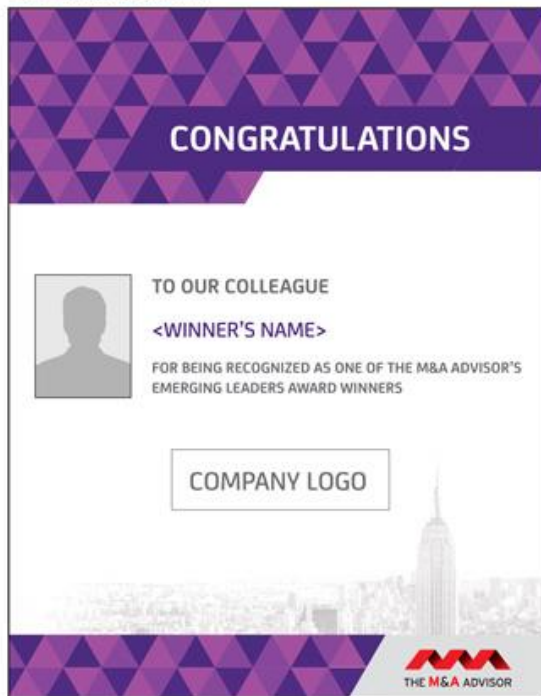 CONGRATULATIONS
TO OUR COLLEAGUE
<WINNER'S NAME>
FOR BEING RECOGNIZED AS ONE OF THE M&A ADVISOR'S
EMERGING LEADERS AWARD WINNERS
COMPANY LOGO
THE M&A ADVISOR